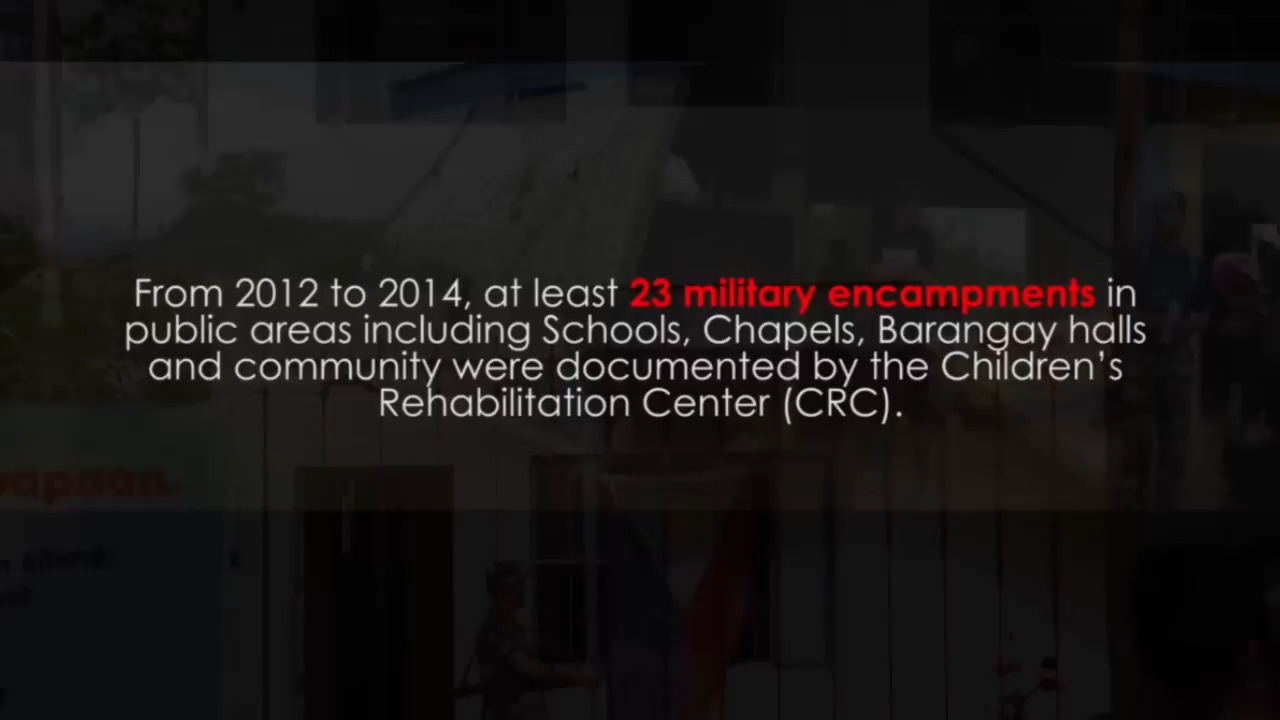 From 2012 to 2014, at least 23 military encampments in
public areas including Schools, Chapels, Barangay halls
and community were documented by the Children’s
Rehabilitation Center (CRC).